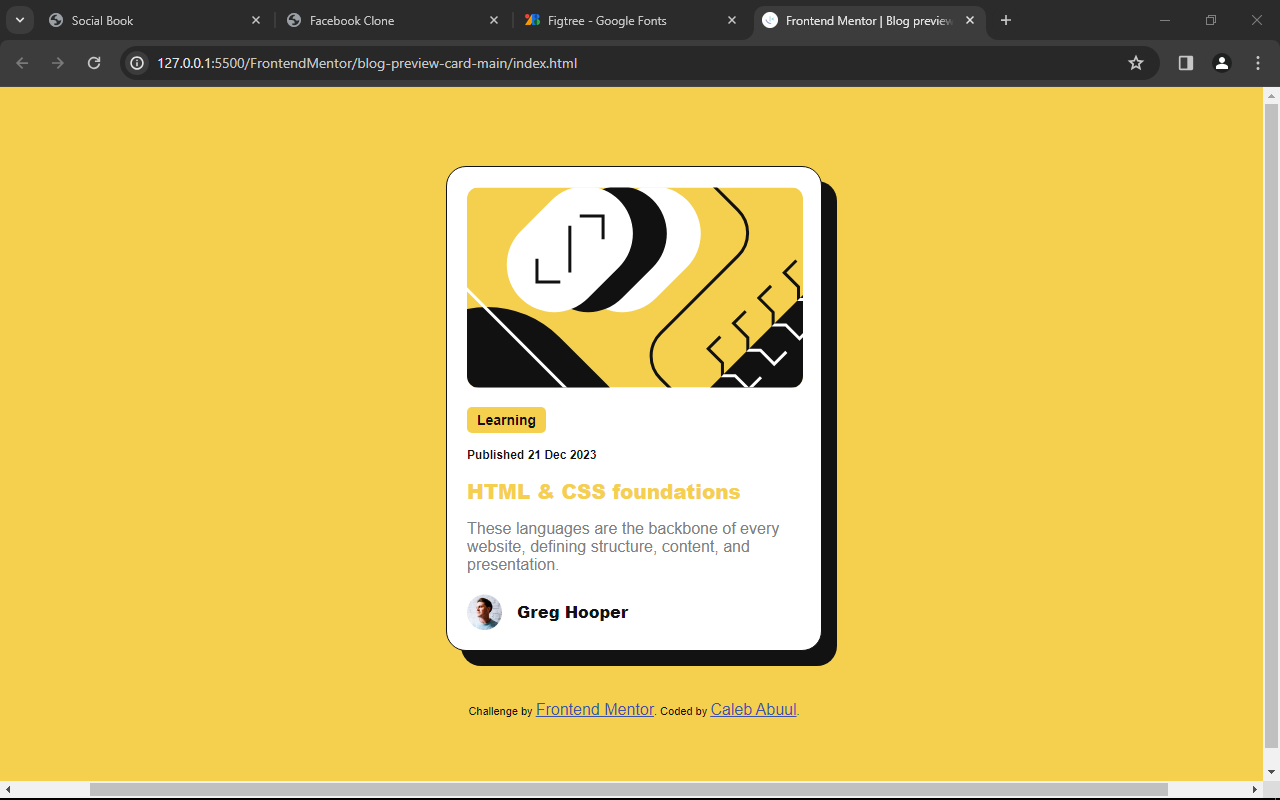 Social Book
Facebook Clone
Figtree - Google Fonts
Frontend Mentor | Blog preview
127.0.0.1:5500/FrontendMentor/blog-preview-card-main/index.html
Learning
Published 21 Dec 2023
HTML & CSS foundations
These languages are the backbone of every
website, defining structure, content, and
presentation.
Greg Hooper
Challenge by Frontend Mentor. Coded by Caleb Abuul.